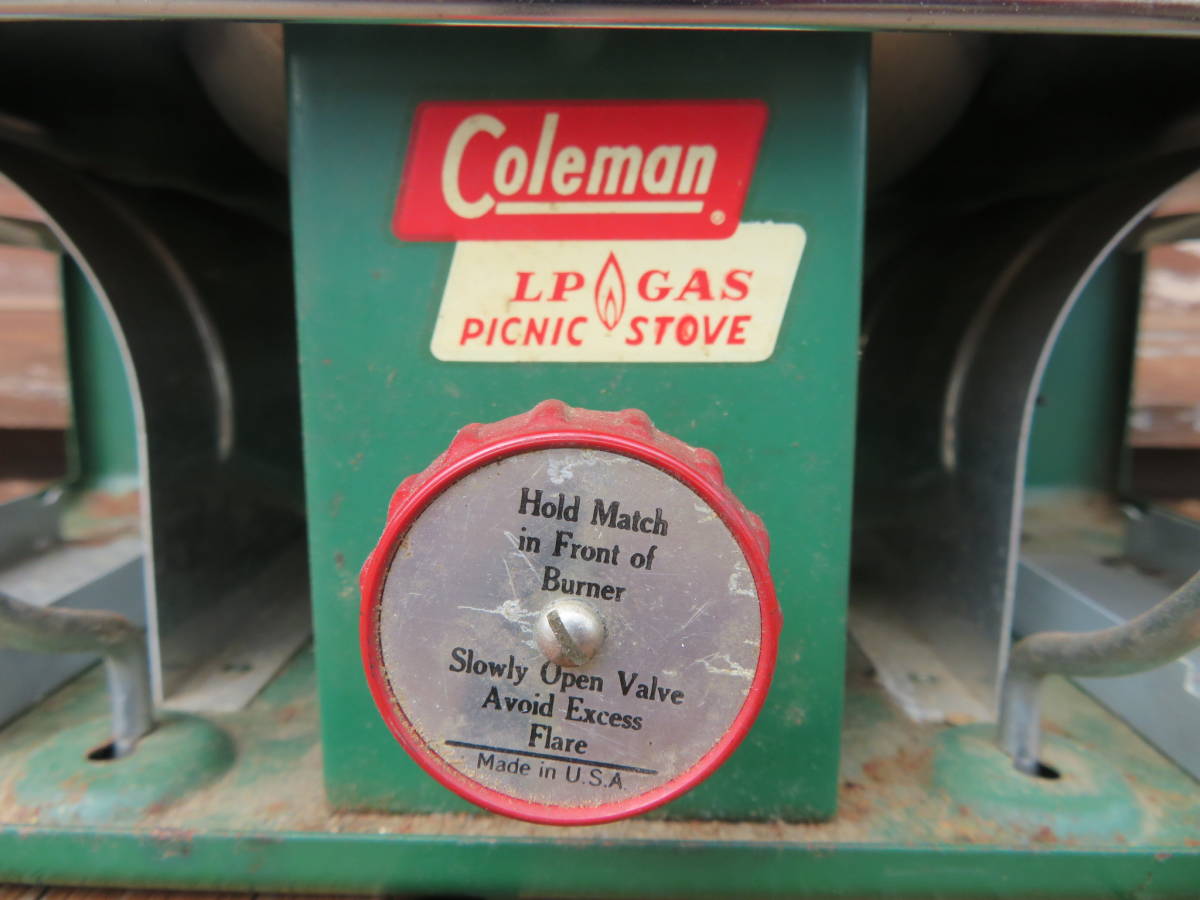 Coleman®
LP GAS
PICNIC STOVE
Hold Match
in Front of
Burner
Slowly Open Valve
Avoid Excess
Flare
Made in U.S.A.